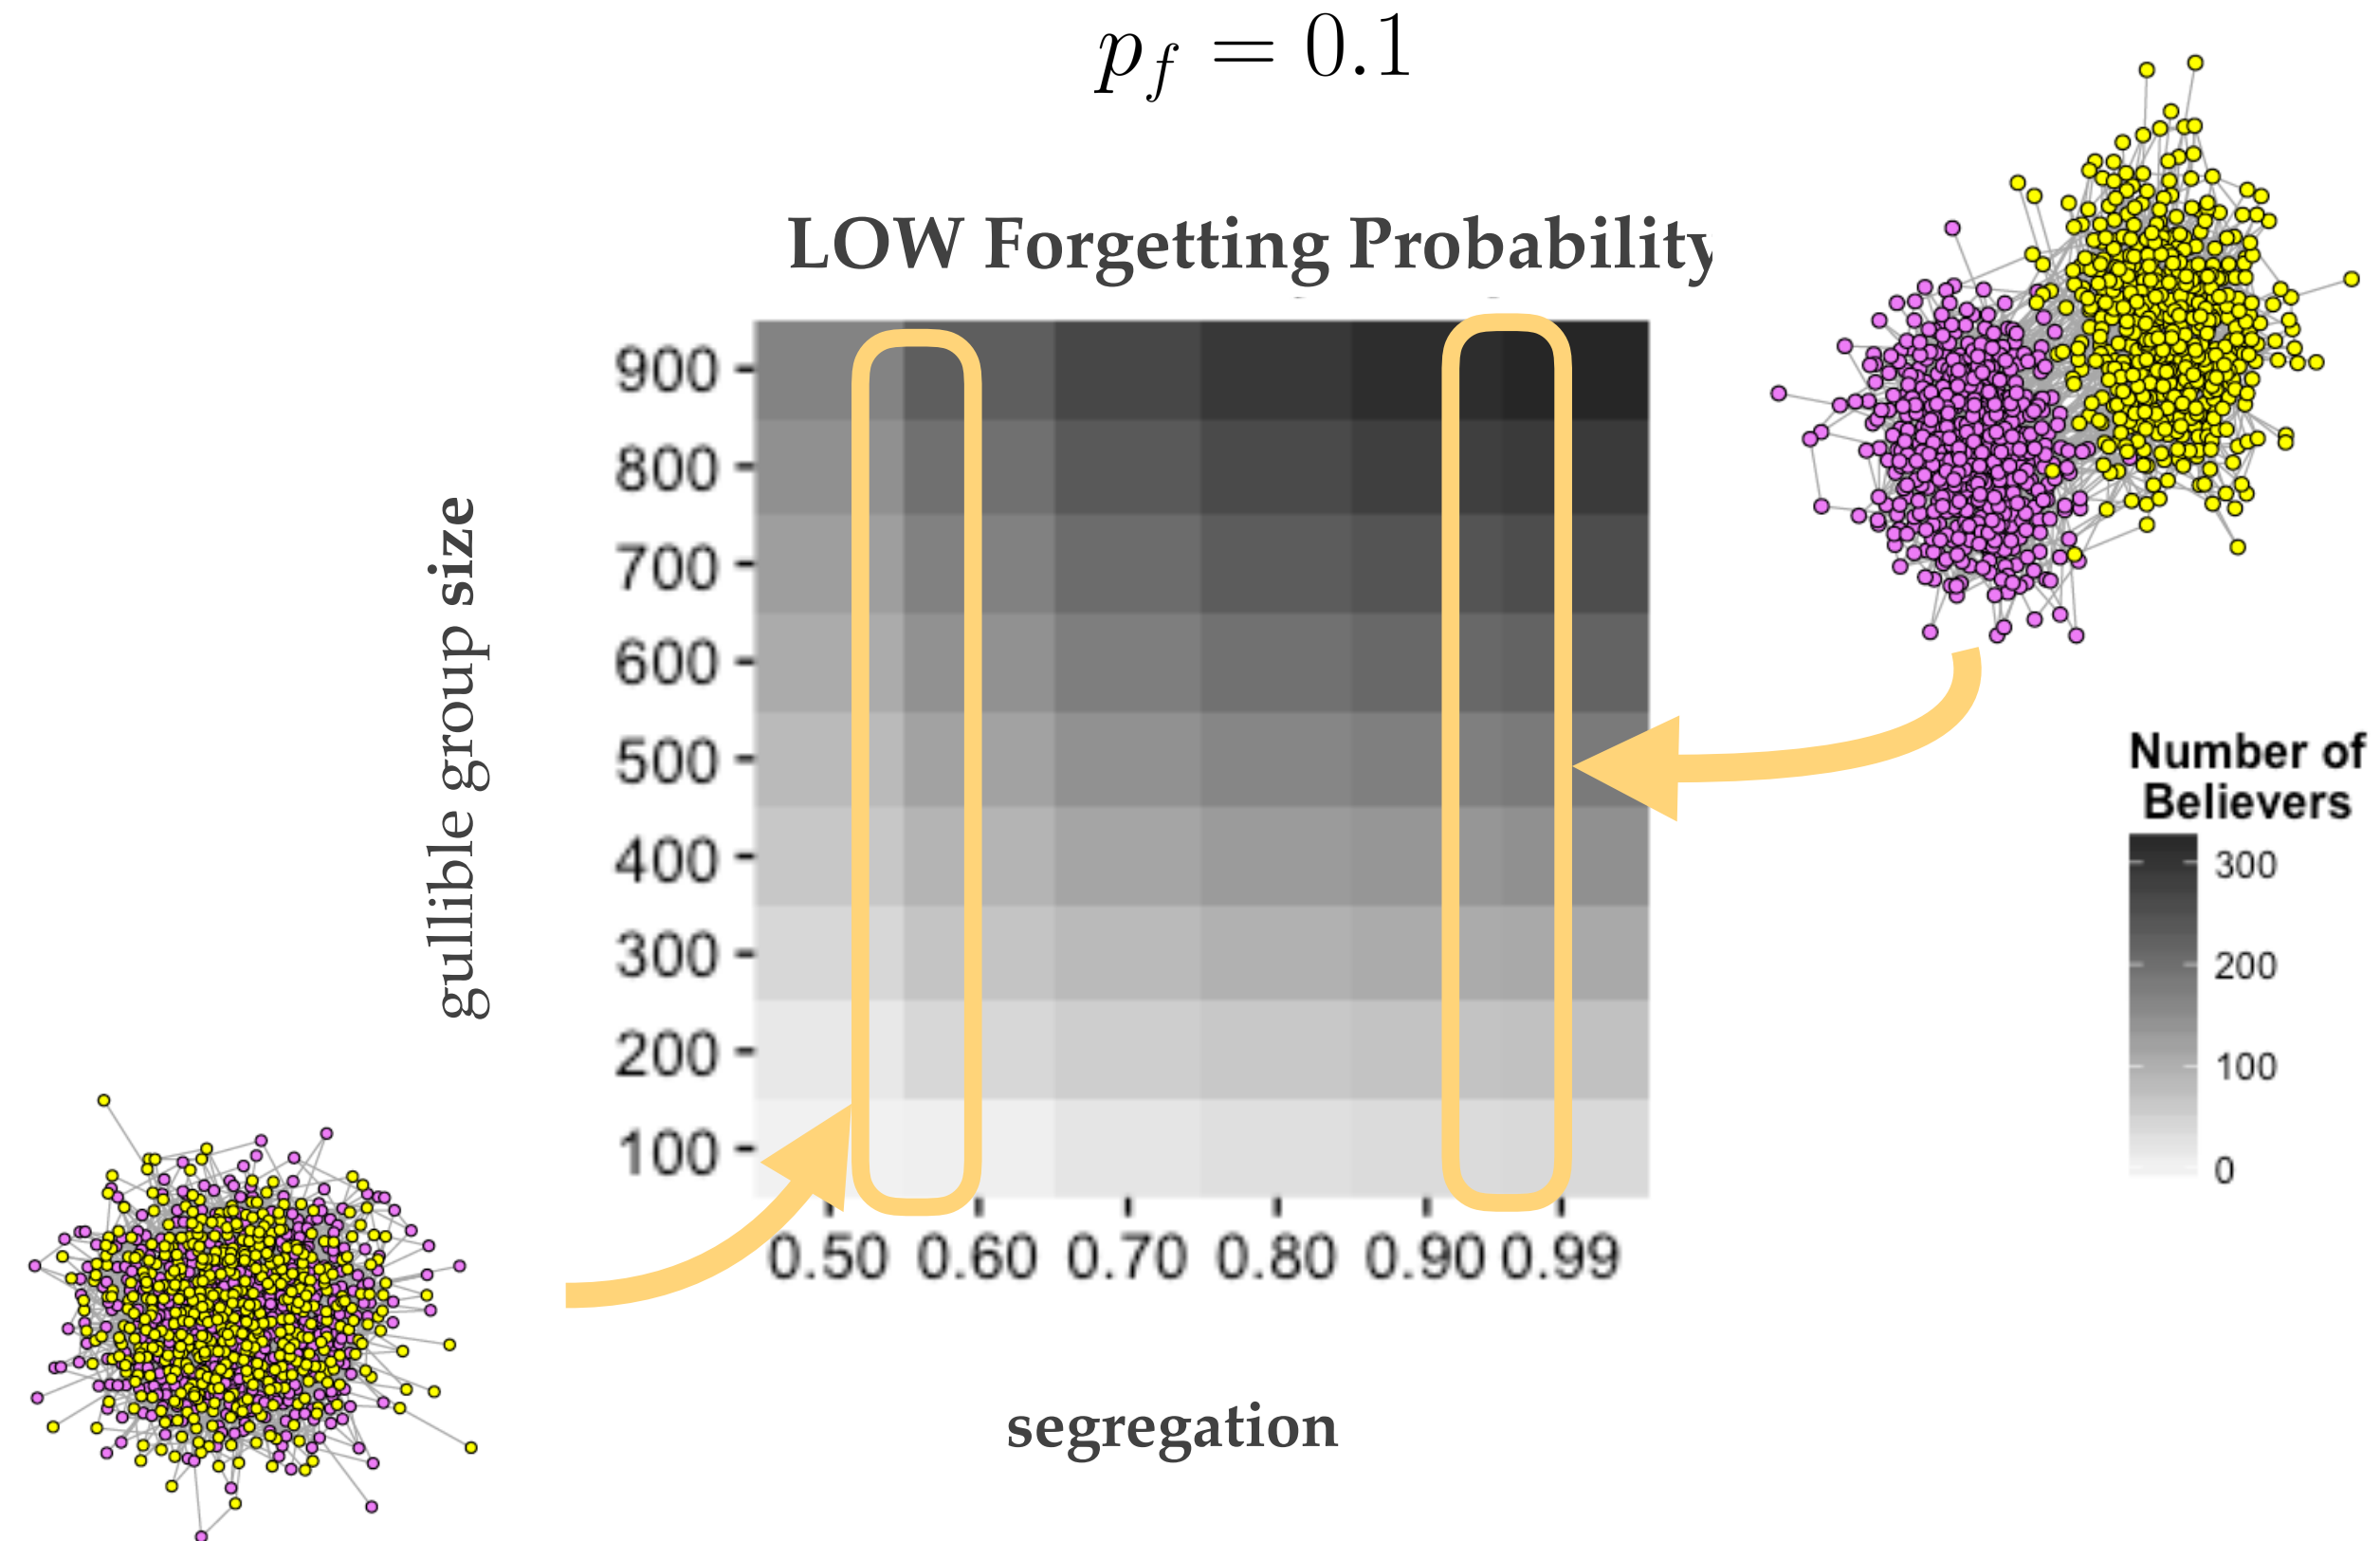 p_f = 0.1
LOW Forgetting Probability
gullible group size
900
800
700
600
500
400
300
200
100
0.50 0.60 0.70 0.80 0.90 0.99
segregation
Number of
Believers
300
200
100
0